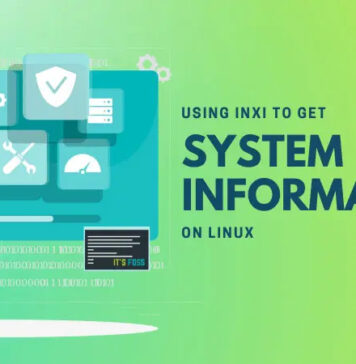 USING INXI TO GET
SYSTEM
INFORMA
ON LINUX
IT'S FOSS